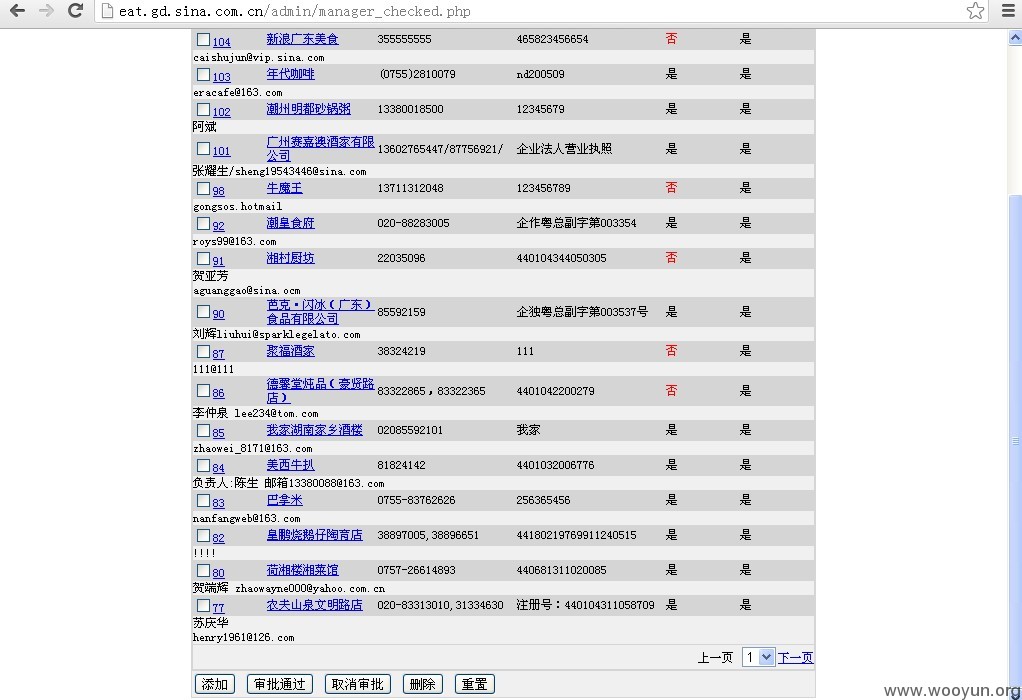 eat.gd.sina.com.cn/admin/manager_checked.php
104 新浪广东美食 355555555 465823456654 否 是
caishujun@vip.sina.com
103 年代咖啡 (0755)2810079 nd200509 是 是
eracafe@163.com
102 潮州明都砂锅粥 13380018500 12345679 是 是
阿斌
101 广州赛嘉澳酒家有限公司 13602765447/87756921/ 企业法人营业执照 是 是
张耀生/sheng19543446@sina.com
98 牛魔王 13711312048 123456789 否 是
gongsos.hotmail
92 潮皇食府 020-88283005 企作粤总副字第003354 是 是
roys99@163.com
91 湘村厨坊 22035096 440104344050305 否 是
贺亚芳
aguanggao@sina.ocm
90 芭克·闪冰（广东）食品有限公司 85592159 企独粤总副字第003537号 是 是
刘辉liuhui@sparklegelato.com
87 聚福酒家 38324219 111 否 是
111@111
86 德馨堂炖品（豪贤路店） 83322865，83322365 4401042200279 否 是
李仲泉 lee234@tom.com
85 我家湖南家乡酒楼 02085592101 我家 是 是
zhaowei_8171@163.com
84 美西牛扒 81824142 4401032006776 是 是
负责人:陈生 邮箱13380088@163.com
83 巴拿米 0755-83762626 256365456 是 是
nanfangweb@163.com
82 皇鹏烧鹅仔陶育店 38897005,38896651 44180219769911240515 是 是
!!!!
80 荷湘楼湘菜馆 0757-26614893 440681311020085 是 是
贺端辉 zhaowayne000@yahoo.com.cn
77 农夫山泉文明路店 020-83313010,31334630 注册号：440104311058709 是 是
苏庆华
henry1961@126.com
上一页 1 下一页
添加 审批通过 取消审批 删除 重置
www.wooyun.org